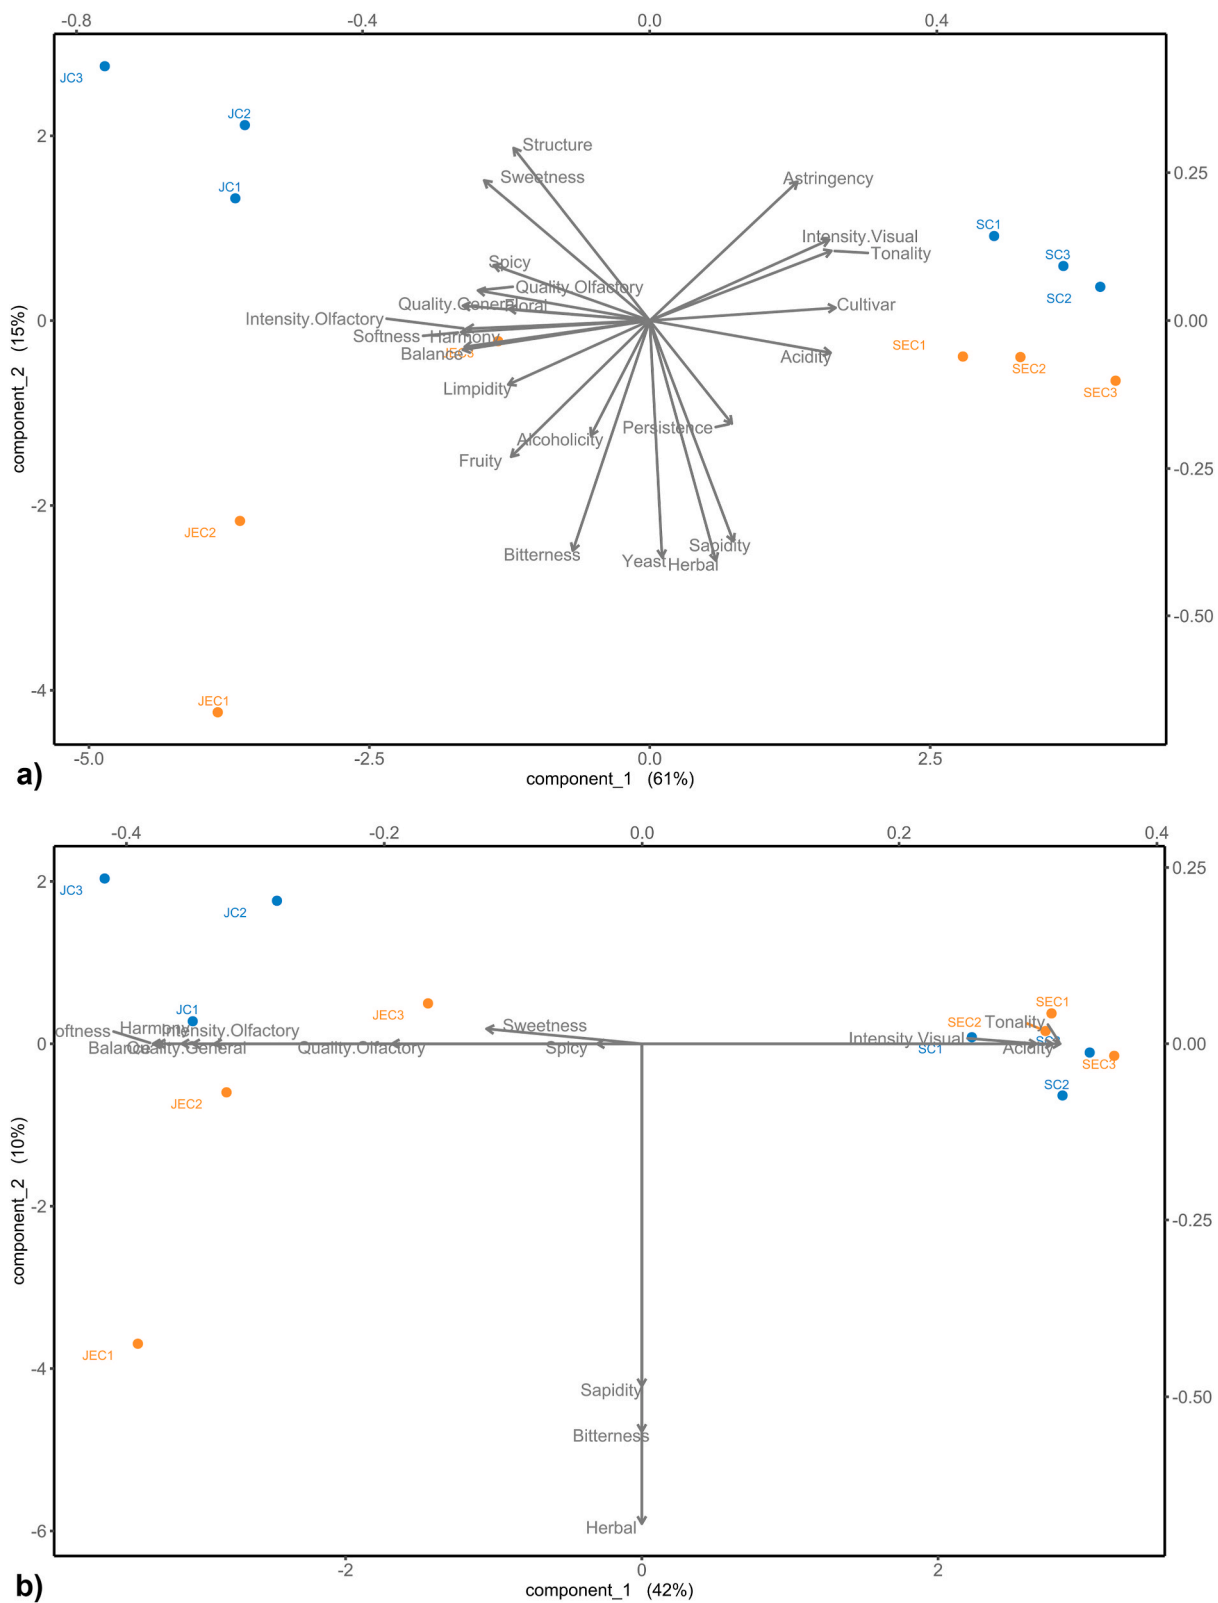 -0.8 -0.4 0.0 0.4
JC3
JC2
2
Structure
0.25
Sweetness
Astringency
JC1
SC1
Intensity.Visual
Tonality
SC3
Spicy
Quality.Olfactory
SC2
Quality.General
Floral
Cultivar
0 Intensity.Olfactory 0.00
Softness Harmony
SEC1
Balance JEC3
Acidity
SEC2
Limpidity
SEC3
component_2 (15%)
Persistence
Alcoholicity
Fruity
-0.25
-2
JEC2
Sapidity
Bitterness Yeast Herbal
-0.50
-4
JEC1
-5.0 -2.5 0.0 2.5
a)
component_1 (61%)
-0.4 -0.2 0.0 0.2 0.4
2 0.25
JC3
JC2
JC1
JEC3
SEC1
SEC2 Tonality
oftness Harmony Intensity.Olfactory Sweetness
Intensity.Visual
0 0.00
Balance Quality.General Quality.Olfactory Spicy SC1 Acidity
SEC3
SC2
JEC2
component_2 (10%)
-2 -0.25
JEC1
-4
Sapidity
-0.50
Bitterness
Herbal
-6
-2 0 2
b)
component_1 (42%)